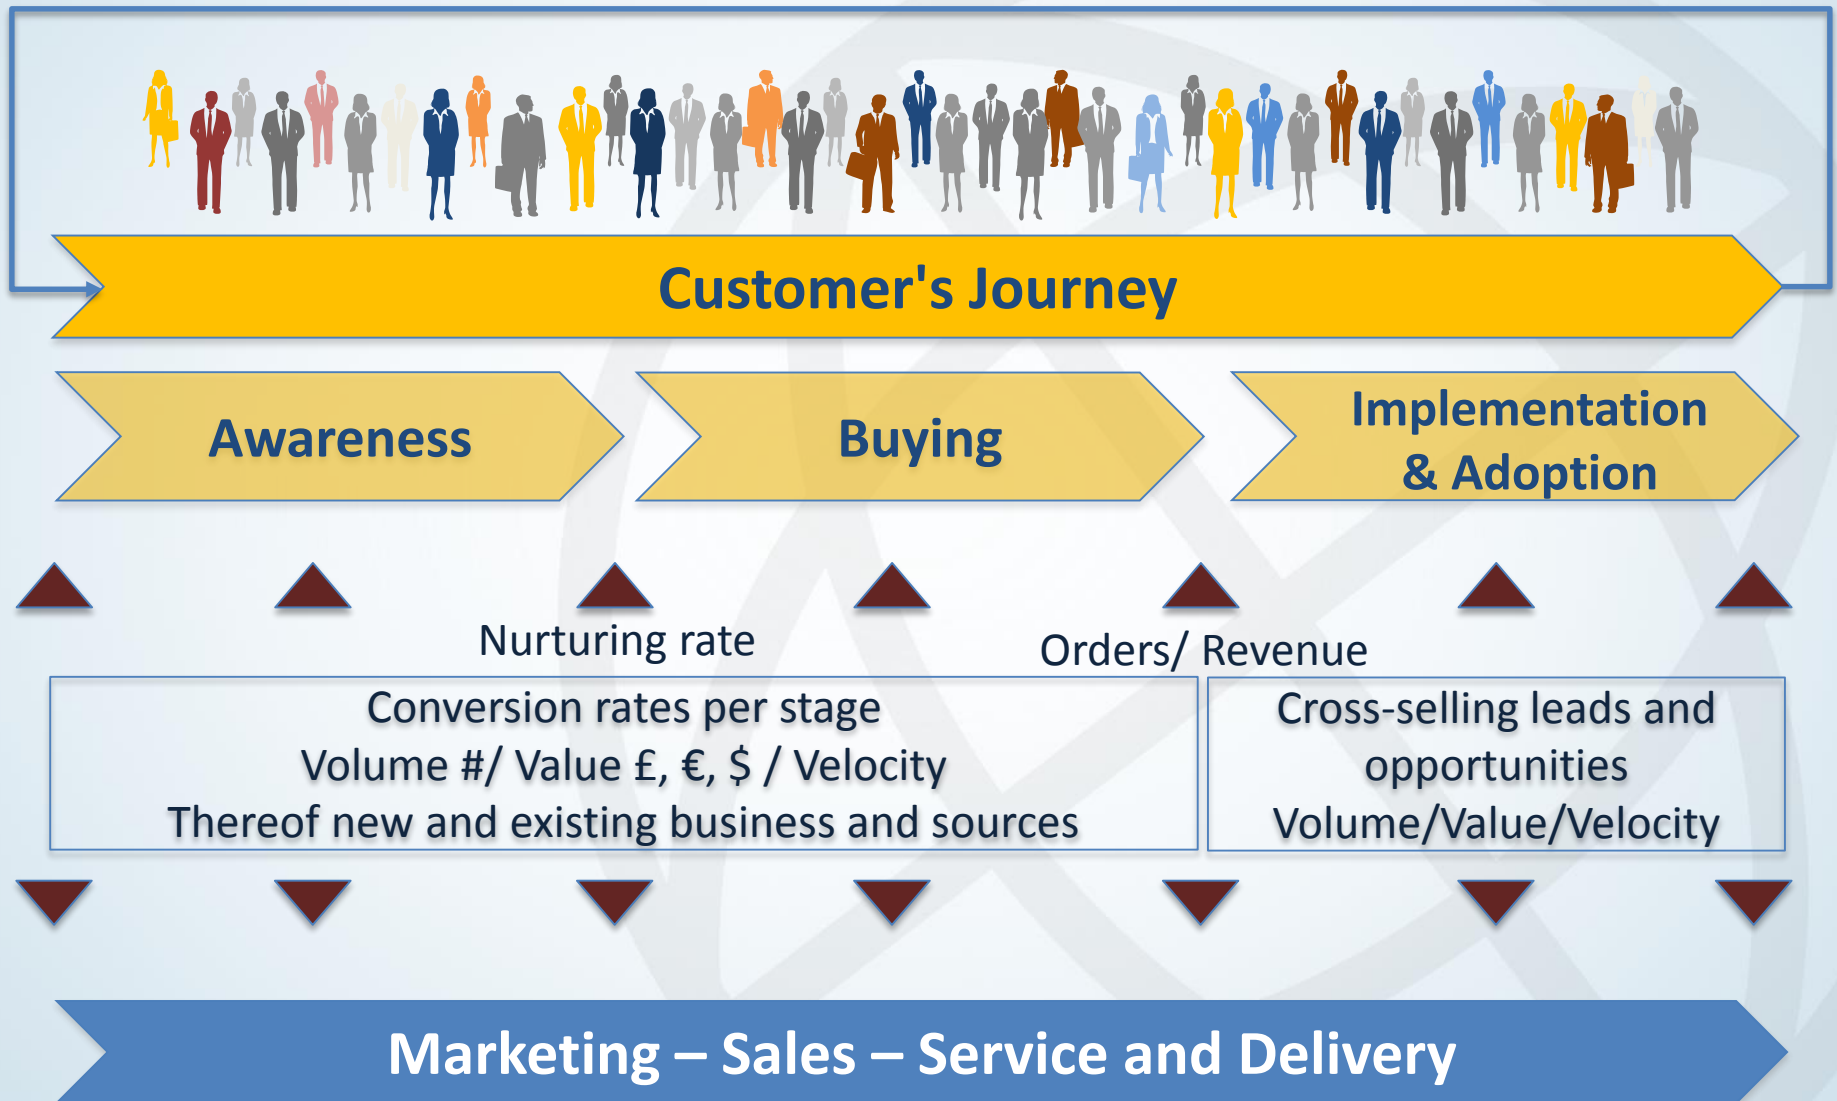 Customer's Journey
Awareness
Buying
Implementation
& Adoption
Nurturing rate
Orders/ Revenue
Conversion rates per stage
Volume #/ Value £, €, $ / Velocity
Thereof new and existing business and sources
Cross-selling leads and
opportunities
Volume/Value/Velocity
Marketing – Sales – Service and Delivery